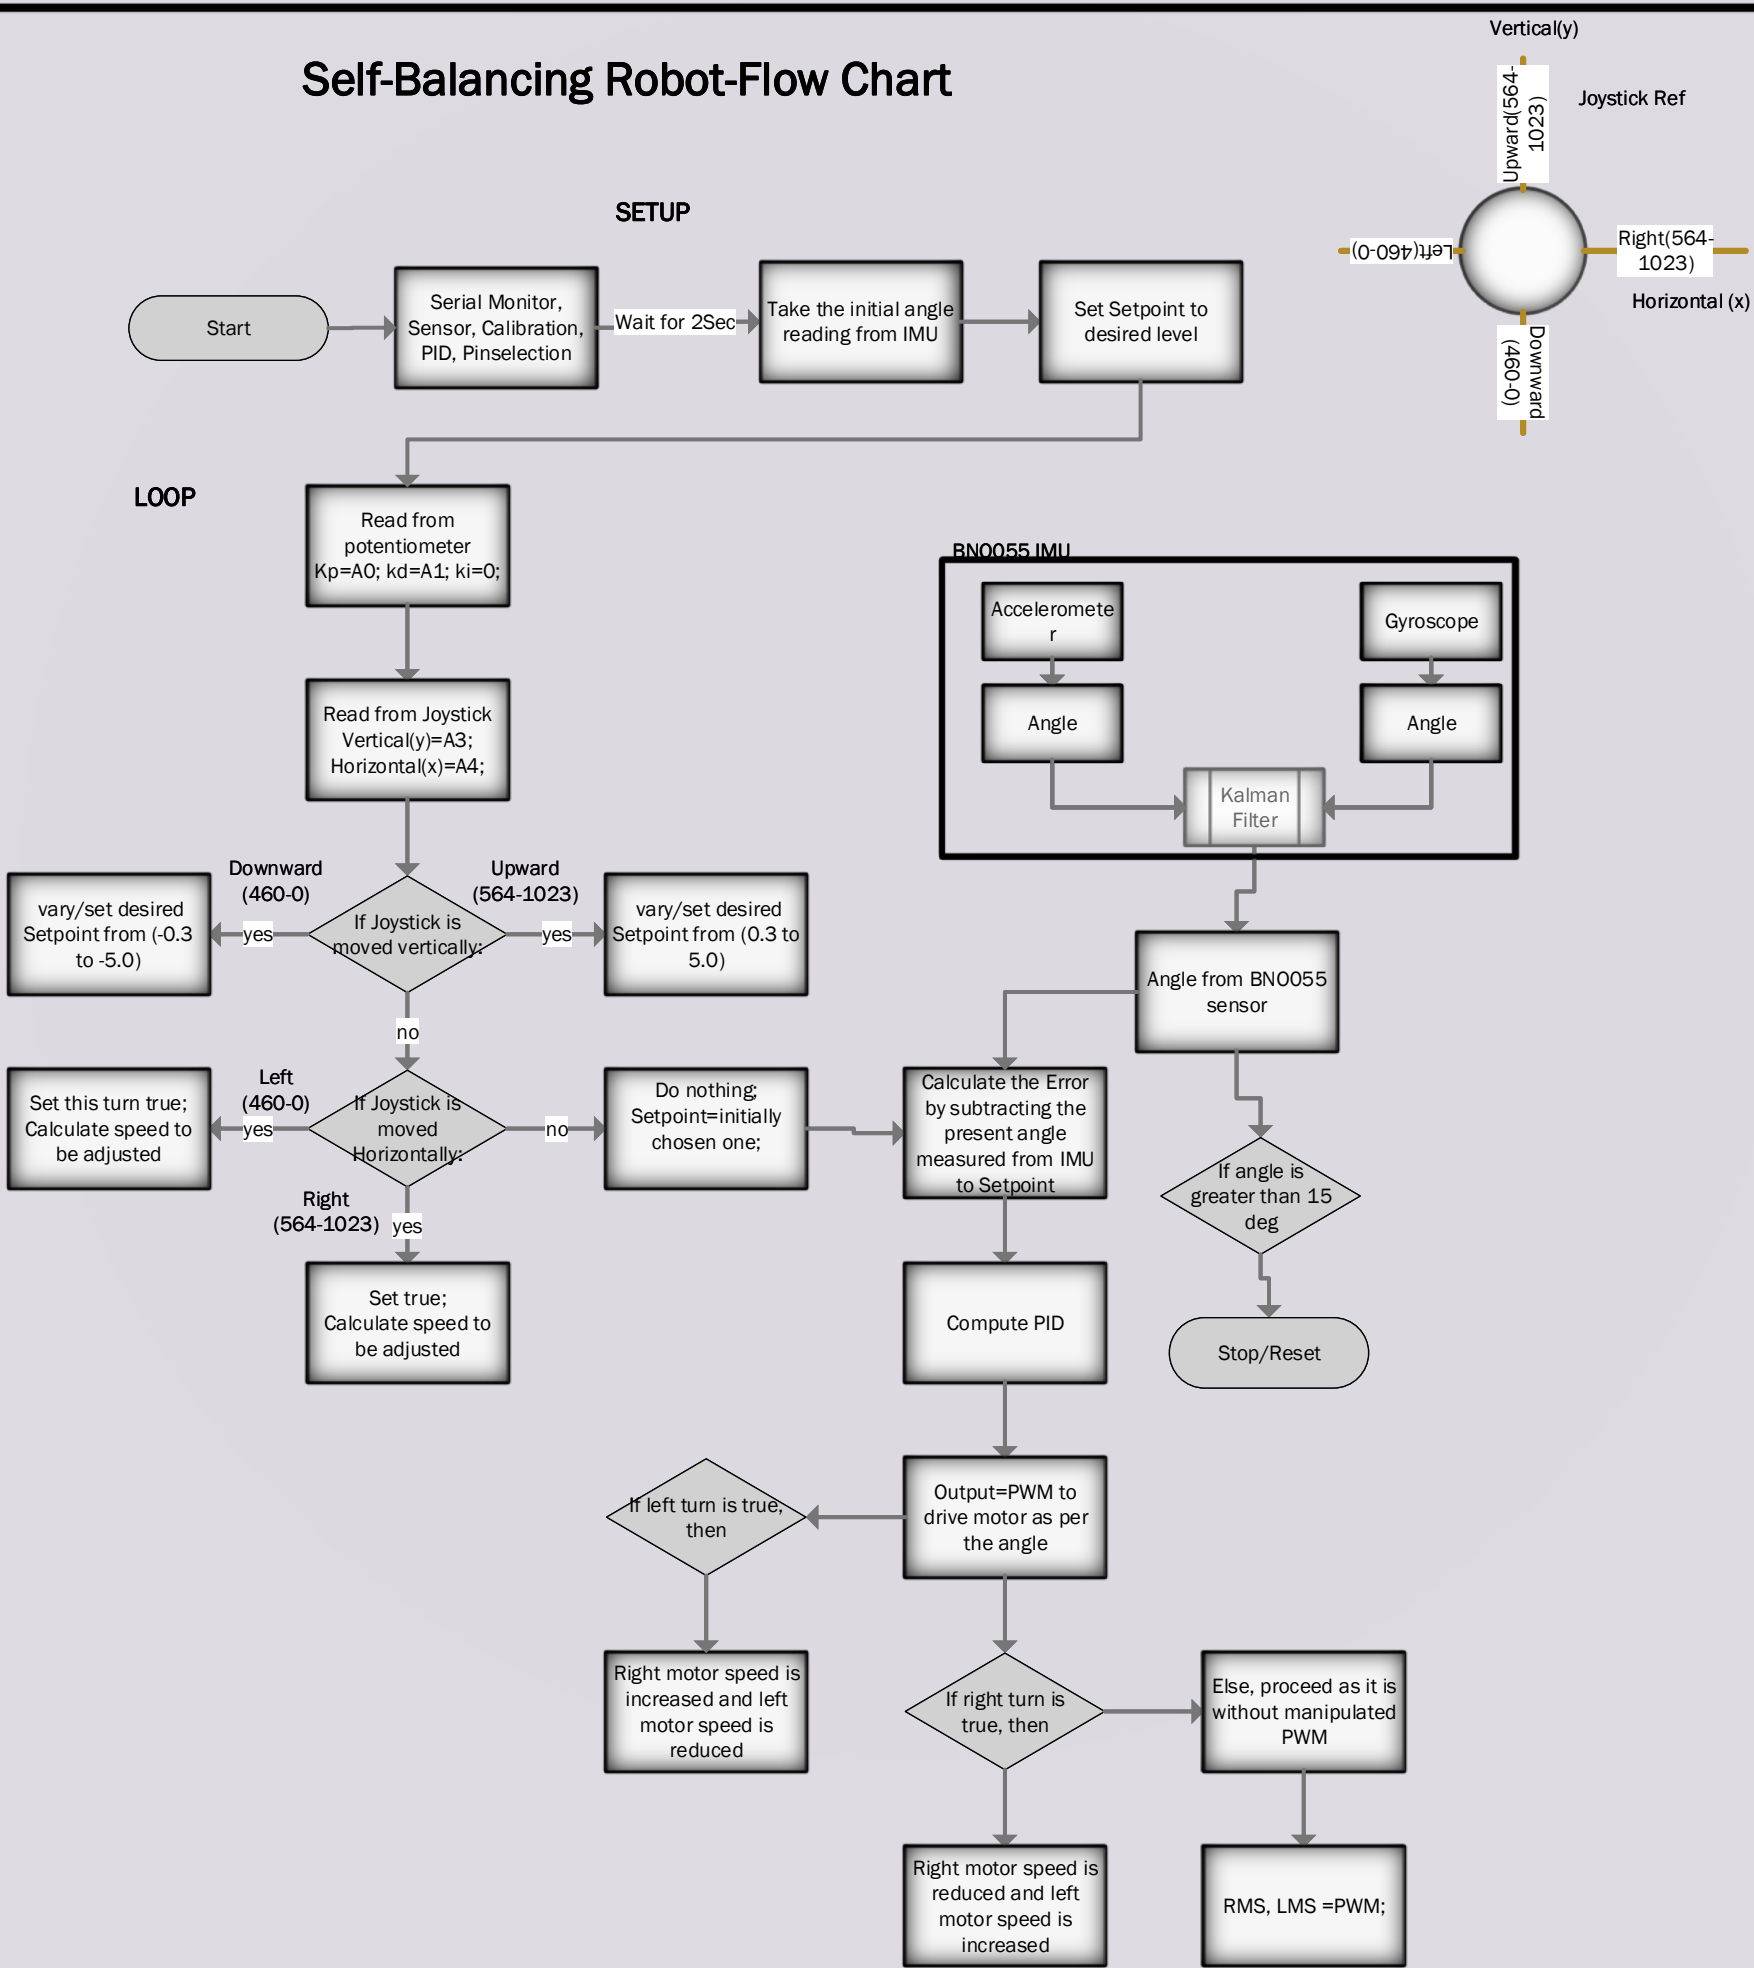 Self-Balancing Robot-Flow Chart
Vertical(y)
Joystick Ref
Upward(564-
1023)
Left(460-0)
Right(564-
1023)
Horizontal (x)
Downward
(460-0)
SETUP
Start
Serial Monitor,
Sensor, Calibration,
PID, Pinselection
Wait for 2Sec
Take the initial angle
reading from IMU
Set Setpoint to
desired level
LOOP
Read from
potentiometer
Kp=A0; kd=A1; ki=0;
Read from Joystick
Vertical(y)=A3;
Horizontal(x)=A4;
BNO055 IMU
Acceleromete
r
Gyroscope
Angle
Angle
Kalman
Filter
Downward
(460-0)
Upward
(564-1023)
vary/set desired
Setpoint from (-0.3
to -5.0)
yes
If Joystick is
moved vertically:
yes
vary/set desired
Setpoint from (0.3 to
5.0)
no
Angle from BNO055
sensor
Left
(460-0)
Set this turn true;
Calculate speed to
be adjusted
yes
If Joystick is
moved
Horizontally:
no
Do nothing;
Setpoint=initially
chosen one;
Calculate the Error
by subtracting the
present angle
measured from IMU
to Setpoint
If angle is
greater than 15
deg
Right
(564-1023)
yes
Set true;
Calculate speed to
be adjusted
Compute PID
Stop/Reset
If left turn is true,
then
Output=PWM to
drive motor as per
the angle
Right motor speed is
increased and left
motor speed is
reduced
If right turn is
true, then
Else, proceed as it is
without manipulated
PWM
Right motor speed is
reduced and left
motor speed is
increased
RMS, LMS =PWM;